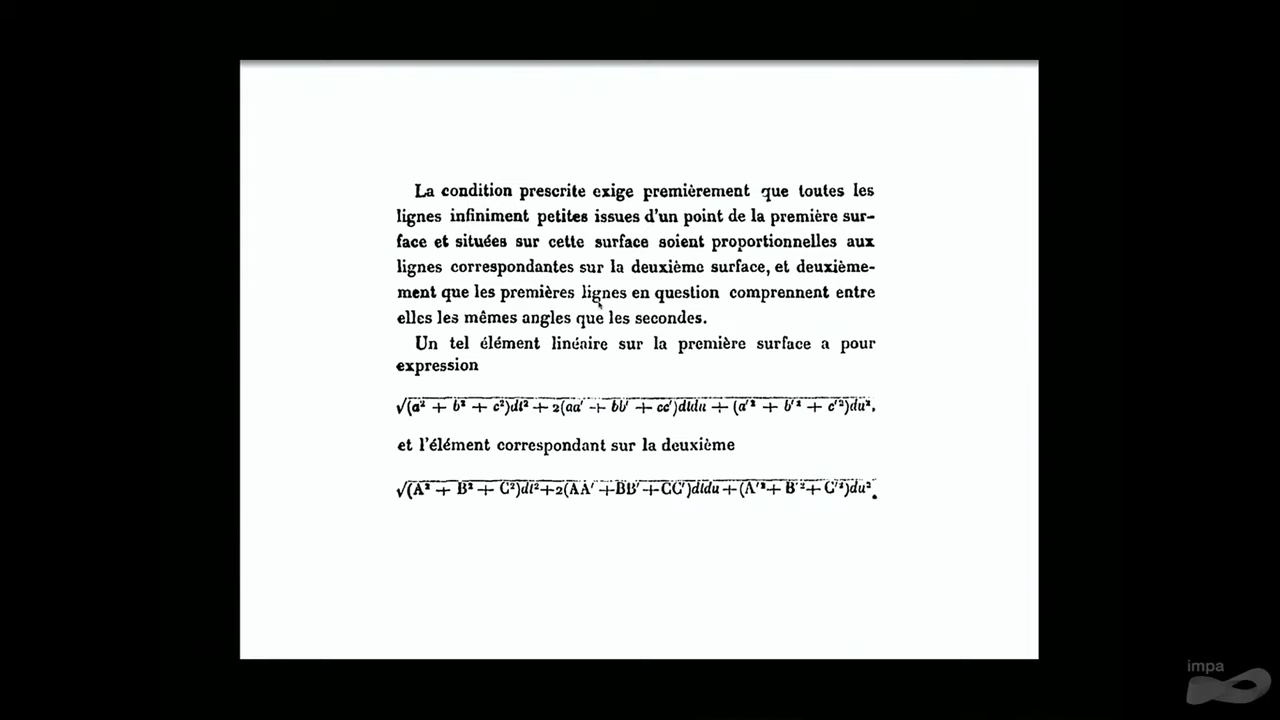 La condition prescrite exige premièrement que toutes les
lignes infiniment petites issues d'un point de la première sur-
face et situées sur cette surface soient proportionnelles aux
lignes correspondantes sur la deuxième surface, et deuxième-
ment que les premières lignes en question comprennent entre
elles les mêmes angles que les secondes.
Un tel élément linéaire sur la première surface a pour
expression
√(a² + b² + c²)dt² + 2(aa′ + bb′ + cc′)dtdu + (a′² + b′² + c′²)du²,
et l'élément correspondant sur la deuxième
√(A² + B² + C²)dt²+2(AA′ +BB′+CC′)dtdu+(A′²+B′²+C′²)du².
impa